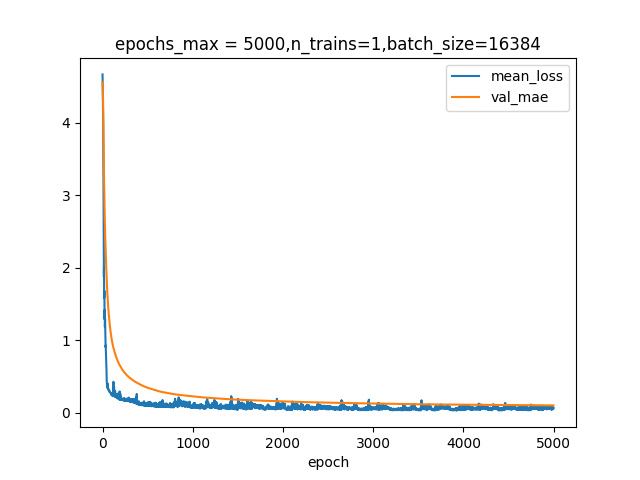 epochs_max = 5000,n_trains=1,batch_size=16384
mean_loss
val_mae
4
3
2
1
0
0 1000 2000 3000 4000 5000
epoch